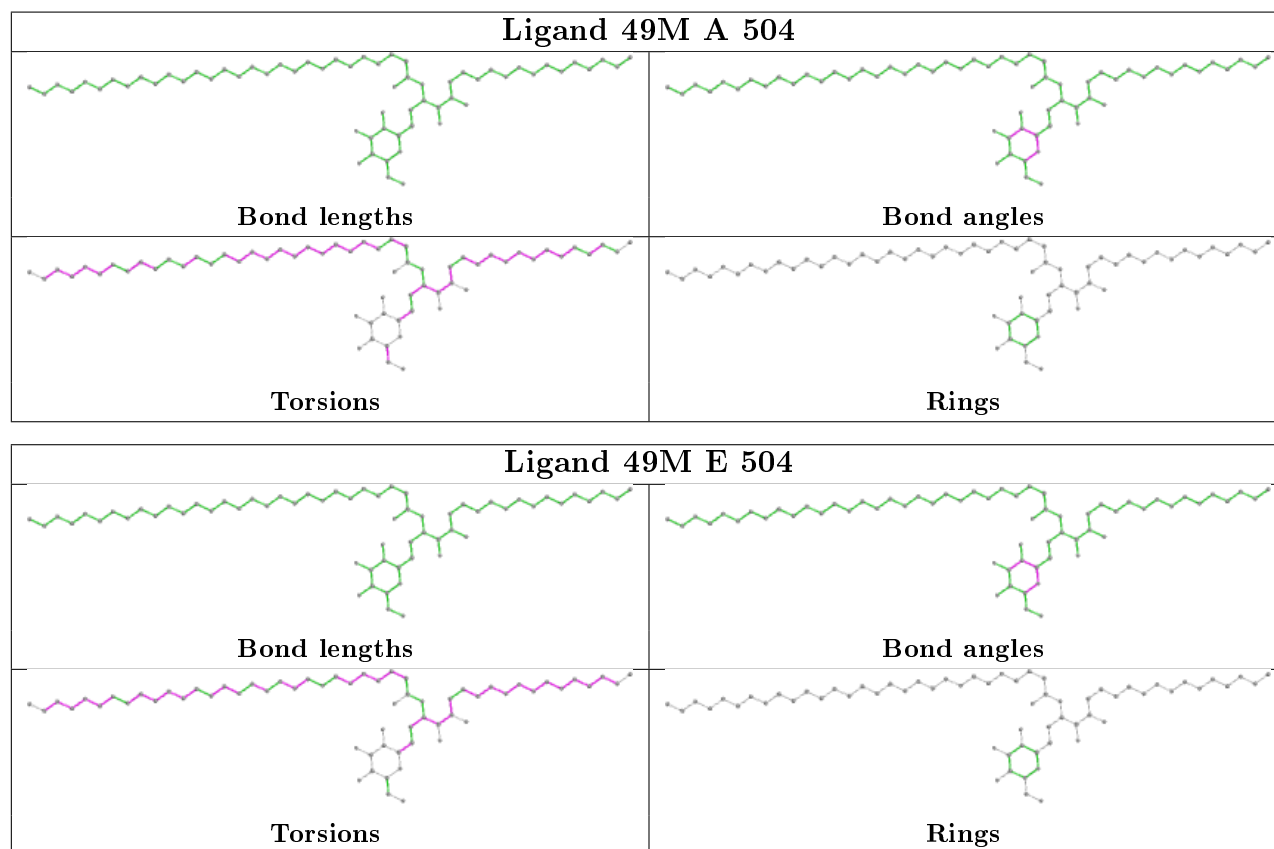 Ligand 49M A 504
Bond lengths
Bond angles
Torsions
Rings
Ligand 49M E 504
Bond lengths
Bond angles
Torsions
Rings